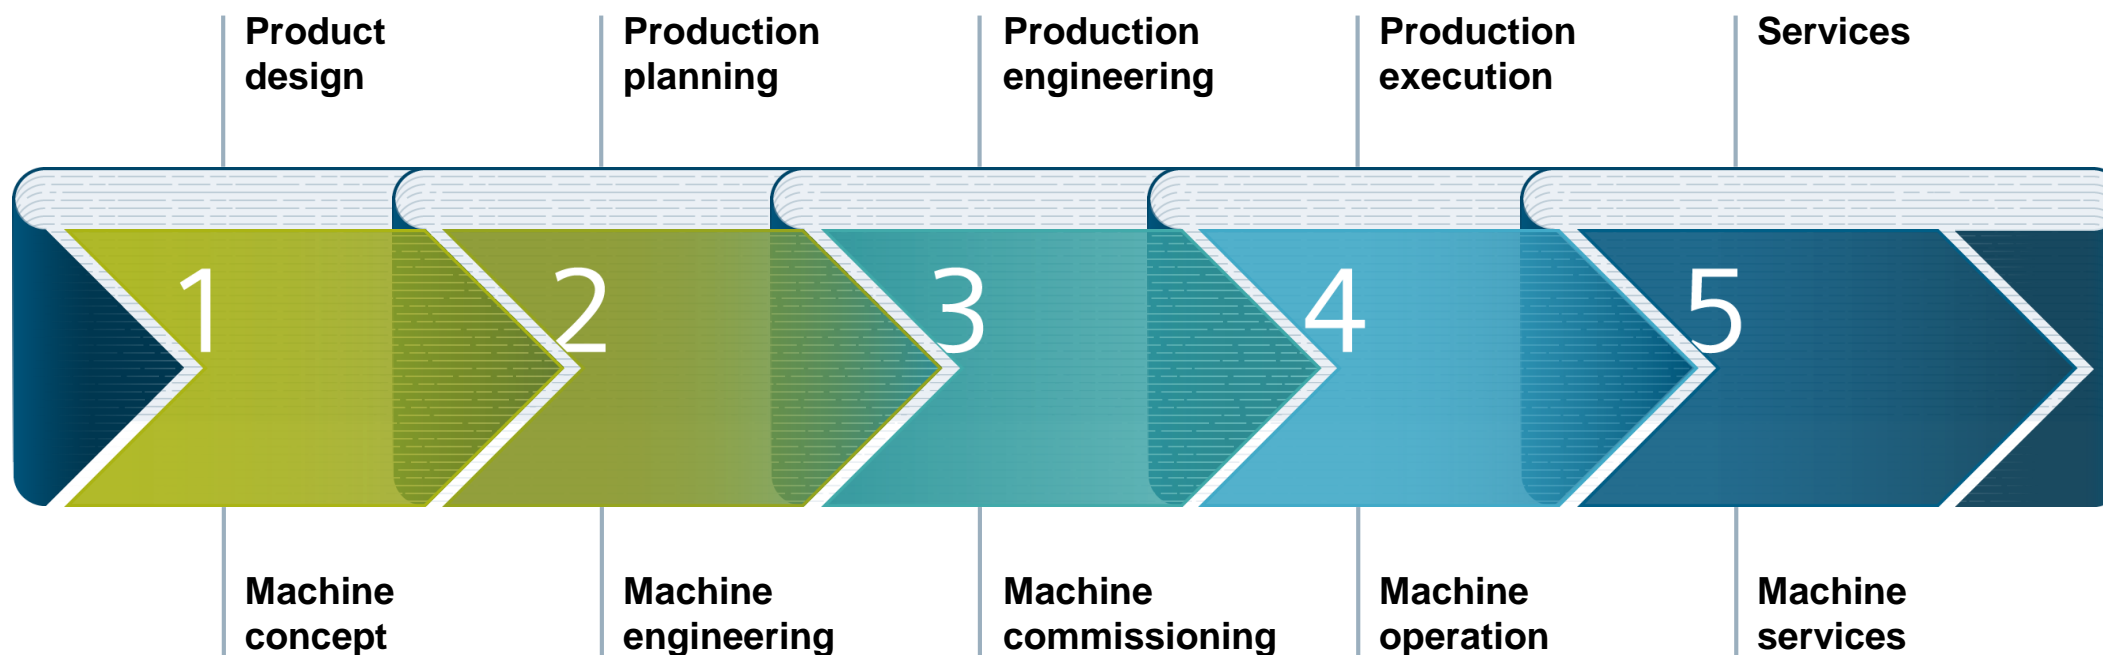 Product
design
Production
planning
Production
engineering
Production
execution
Services
1
2
3
4
5
Machine
concept
Machine
engineering
Machine
commissioning
Machine
operation
Machine
services